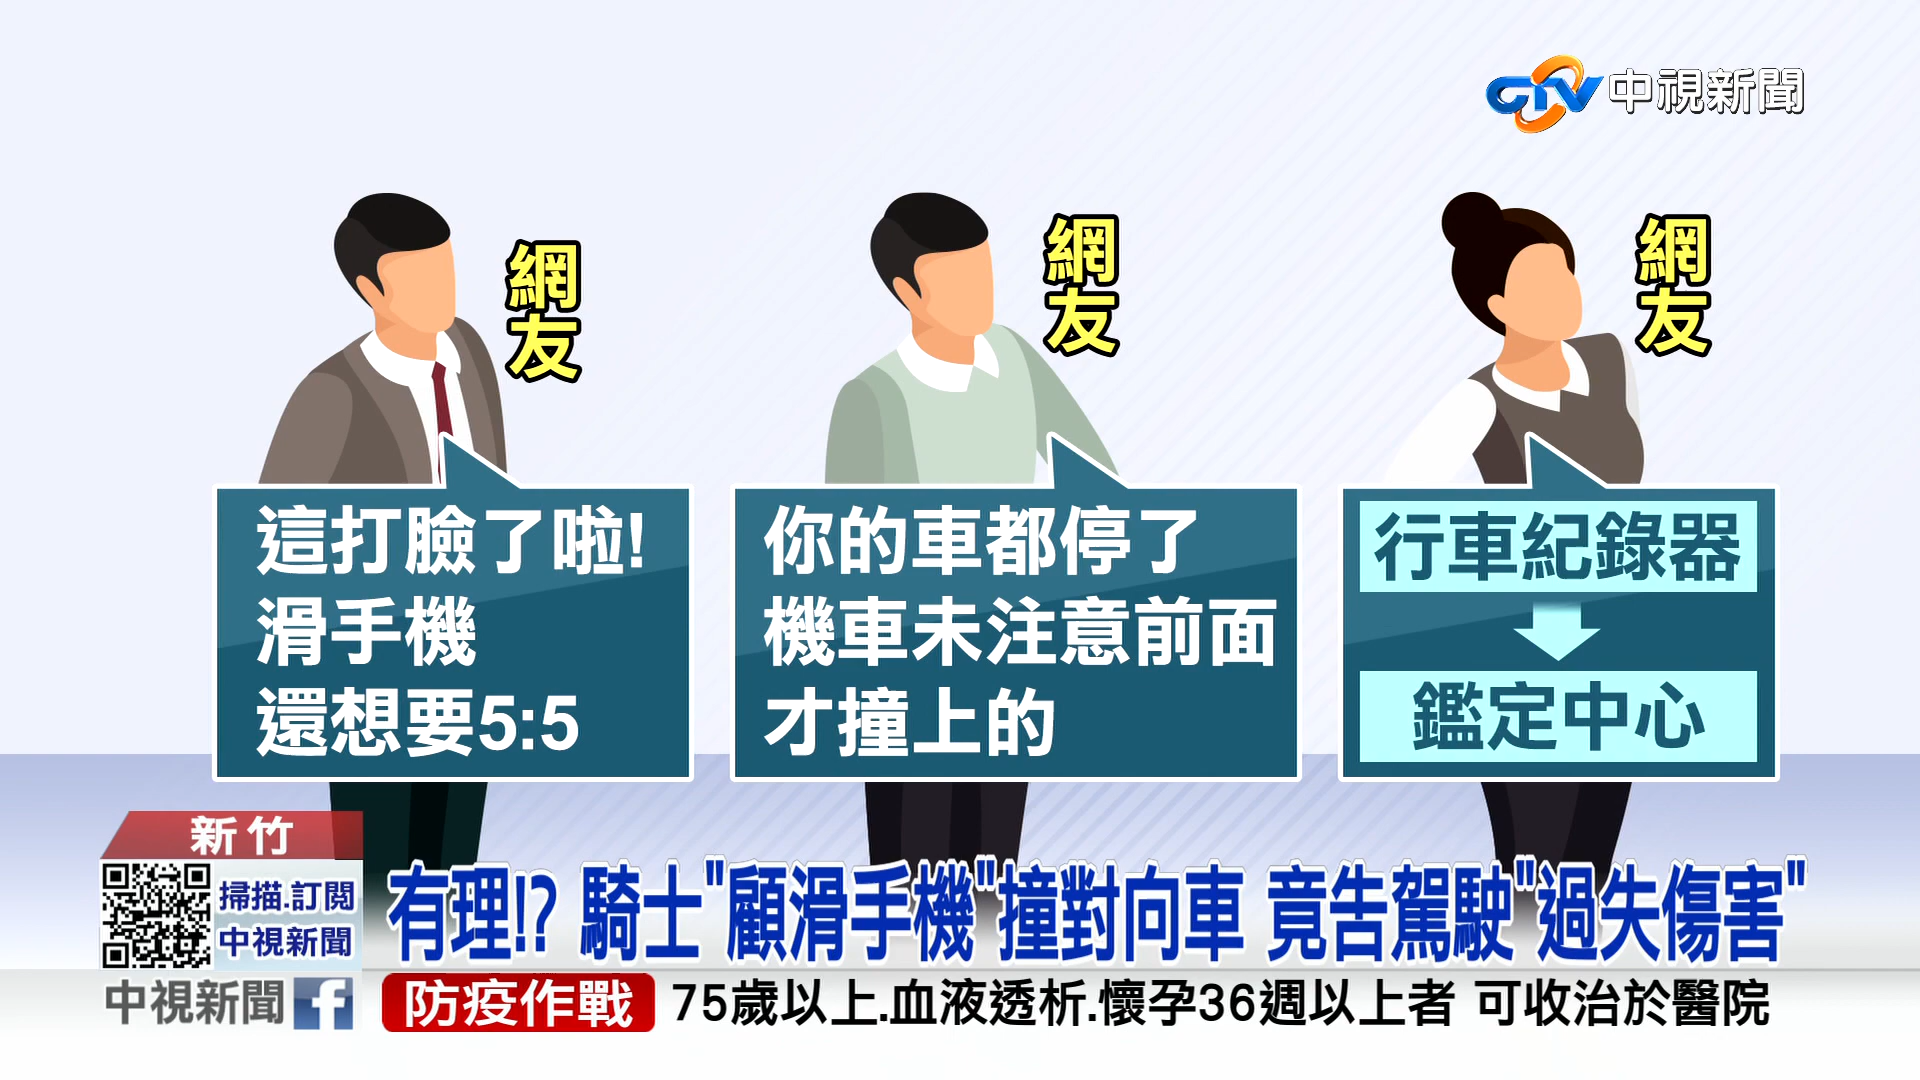 CTV中視新聞
網友
網友
網友
這打臉了啦!
滑手機
還想要5:5
你的車都停了
機車未注意前面
才撞上的
行車紀錄器
鑑定中心
新竹
掃描.訂閱
中視新聞
有理!? 騎士"顧滑手機"撞對向車 竟告駕駛"過失傷害"
中視新聞 f
防疫作戰 75歲以上.血液透析.懷孕36週以上者 可收治於醫院